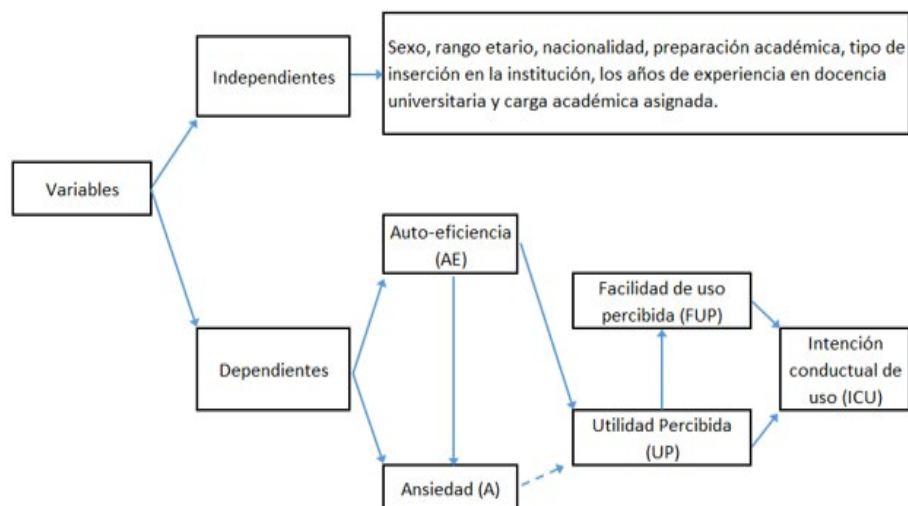 Sexo, rango etario, nacionalidad, preparación académica, tipo de
inserción en la institución, los años de experiencia en docencia
universitaria y carga académica asignada.
Independientes
Variables
Auto-eficiencia
(AE)
Facilidad de uso
percibida (FUP)
Intención
conductual de
uso (ICU)
Dependientes
Utilidad Percibida
(UP)
Ansiedad (A)